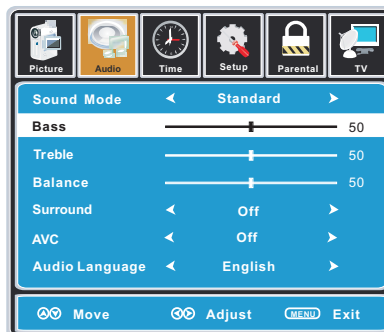 Picture Audio Time Setup Parental TV
Sound Mode Standard
Bass 50
Treble 50
Balance 50
Surround Off
AVC Off
Audio Language English
Move Adjust MENU Exit